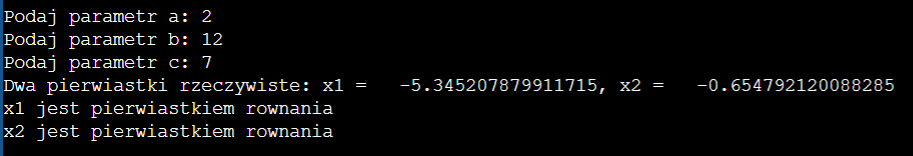 Podaj parametr a: 2
Podaj parametr b: 12
Podaj parametr c: 7
Dwa pierwiastki rzeczywiste: x1 =   -5.345207879911715, x2 =   -0.654792120088285
x1 jest pierwiastkiem rownania
x2 jest pierwiastkiem rownania